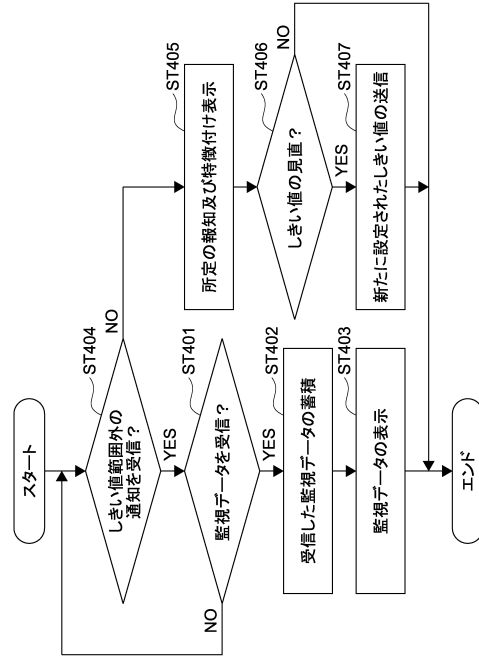 スタート
ST404
しきい値範囲外の
通知を受信？
NO
YES
ST401
監視データを受信？
NO
YES
ST402
受信した監視データの蓄積
ST403
監視データの表示
エンド
ST405
所定の報知及び特徴付け表示
ST406
しきい値の見直？
NO
YES
ST407
新たに設定されたしきい値の送信